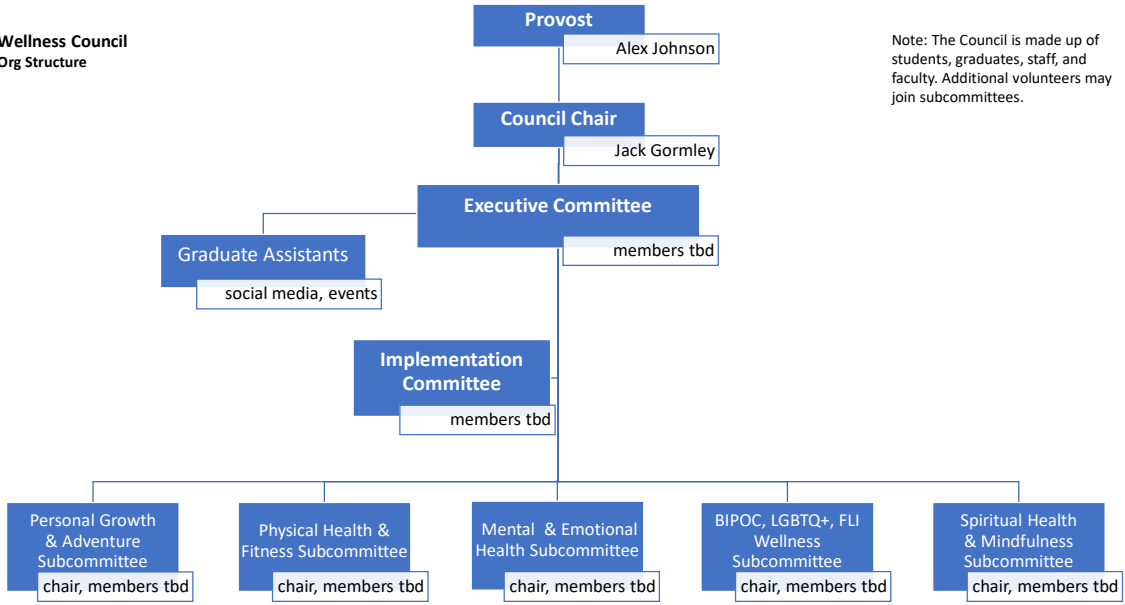 Provost
Alex Johnson
Wellness Council
Org Structure
Note: The Council is made up of
students, graduates, staff, and
faculty. Additional volunteers may
join subcommittees.
Council Chair
Jack Gormley
Executive Committee
members tbd
Graduate Assistants
social media, events
Implementation
Committee
members tbd
Personal Growth
& Adventure
Subcommittee
chair, members tbd
Physical Health &
Fitness Subcommittee
chair, members tbd
Mental & Emotional
Health Subcommittee
chair, members tbd
BIPOC, LGBTQ+, FLI
Wellness
Subcommittee
chair, members tbd
Spiritual Health
& Mindfulness
Subcommittee
chair, members tbd